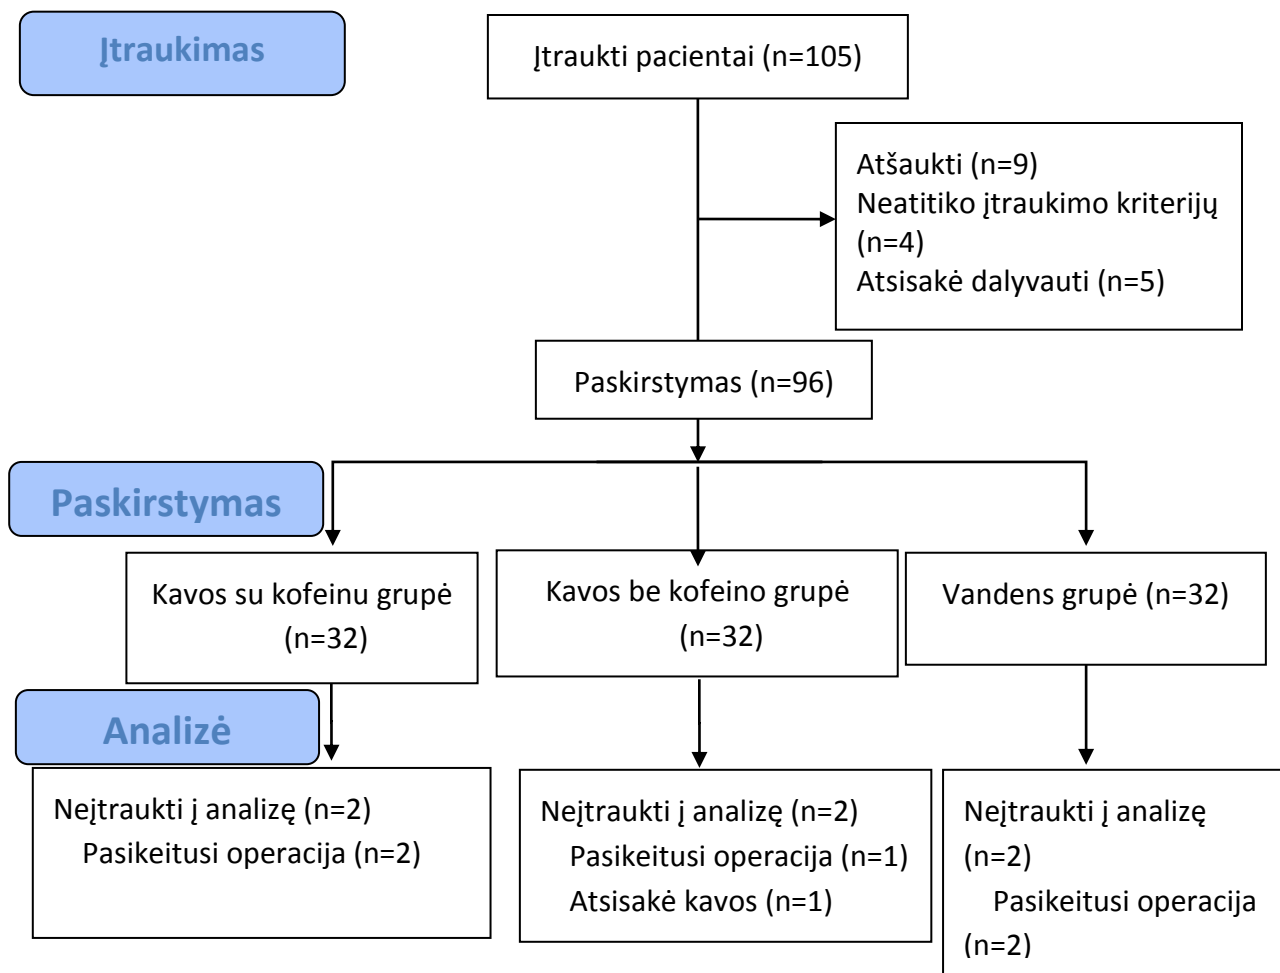 Įtraukimas
Įtraukti pacientai (n=105)
Atšaukti (n=9)
Neatitiko įtraukimo kriterijų
(n=4)
Atsisakė dalyvauti (n=5)
Paskirstymas (n=96)
Paskirstymas
Kavos su kofeinu grupė
(n=32)
Kavos be kofeino grupė
(n=32)
Vandens grupė (n=32)
Analizė
Neįtraukti į analizę (n=2)
Pasikeitusi operacija (n=2)
Neįtraukti į analizę (n=2)
Pasikeitusi operacija (n=1)
Atsisakė kavos (n=1)
Neįtraukti į analizę
(n=2)
Pasikeitusi operacija
(n=2)